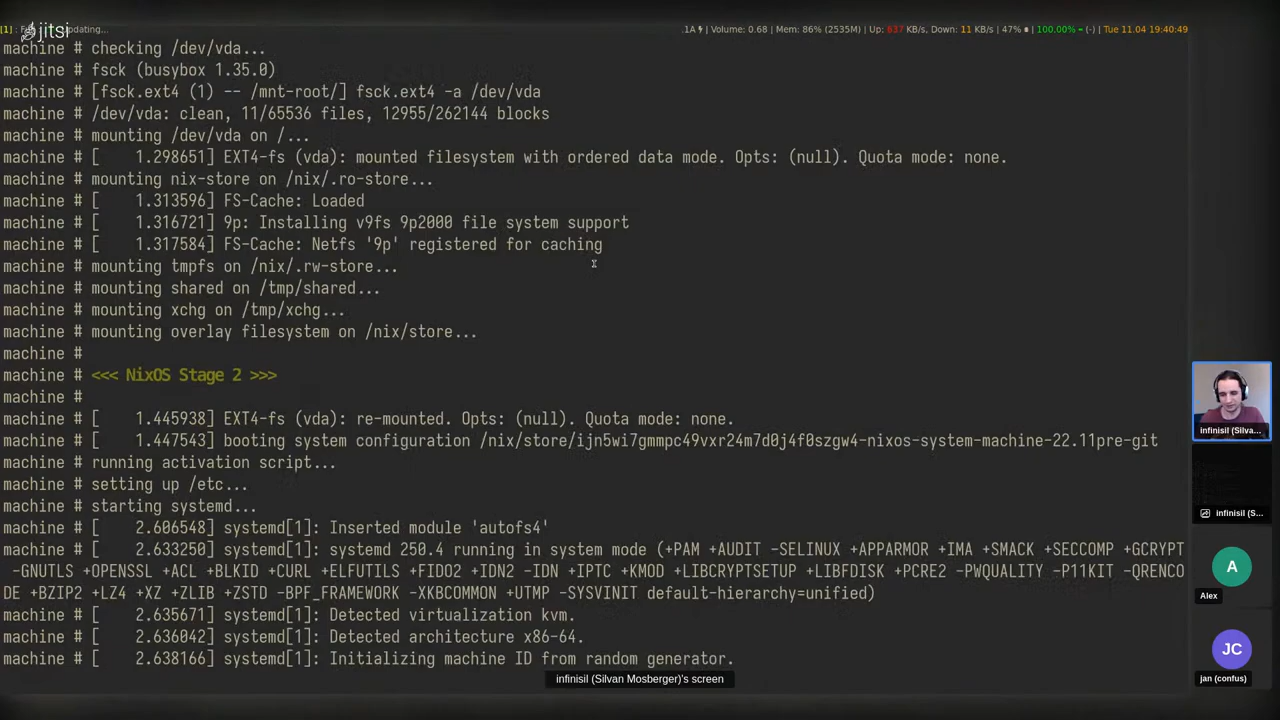 jitsi
[1] : F pdating...
.1A | Volume: 0.68 | Mem: 86% (2535M) | Up: 637 KB/s, Down: 11 KB/s | 47% | 100.00% = (-) | Tue 11.04 19:40:49
machine # checking /dev/vda...
machine # fsck (busybox 1.35.0)
machine # [fsck.ext4 (1) -- /mnt-root/] fsck.ext4 -a /dev/vda
machine # /dev/vda: clean, 11/65536 files, 12955/262144 blocks
machine # mounting /dev/vda on /...
machine # [    1.298651] EXT4-fs (vda): mounted filesystem with ordered data mode. Opts: (null). Quota mode: none.
machine # mounting nix-store on /nix/.ro-store...
machine # [    1.313596] FS-Cache: Loaded
machine # [    1.316721] 9p: Installing v9fs 9p2000 file system support
machine # [    1.317584] FS-Cache: Netfs '9p' registered for caching
machine # mounting tmpfs on /nix/.rw-store...
machine # mounting shared on /tmp/shared...
machine # mounting xchg on /tmp/xchg...
machine # mounting overlay filesystem on /nix/store...
machine #
machine # <<< NixOS Stage 2 >>>
machine #
machine # [    1.445938] EXT4-fs (vda): re-mounted. Opts: (null). Quota mode: none.
machine # [    1.447543] booting system configuration /nix/store/ijn5wi7gmmpc49vxr24m7d0j4f0szgw4-nixos-system-machine-22.11pre-git
machine # running activation script...
machine # setting up /etc...
machine # starting systemd...
machine # [    2.606548] systemd[1]: Inserted module 'autofs4'
machine # [    2.633250] systemd[1]: systemd 250.4 running in system mode (+PAM +AUDIT -SELINUX +APPARMOR +IMA +SMACK +SECCOMP +GCRYPT
-GNUTLS +OPENSSL +ACL +BLKID +CURL +ELFUTILS +FIDO2 +IDN2 -IDN +IPTC +KMOD +LIBCRYPTSETUP +LIBFDISK +PCRE2 -PWQUALITY -P11KIT -QRENCO
DE +BZIP2 +LZ4 +XZ +ZLIB +ZSTD -BPF_FRAMEWORK -XKBCOMMON +UTMP -SYSVINIT default-hierarchy=unified)
machine # [    2.635671] systemd[1]: Detected virtualization kvm.
machine # [    2.636042] systemd[1]: Detected architecture x86-64.
machine # [    2.638166] systemd[1]: Initializing machine ID from random generator.
infinisil (Silvan Mosberger)'s screen
infinisil (Silva...
infinisil (S...
A
Alex
JC
jan (confus)